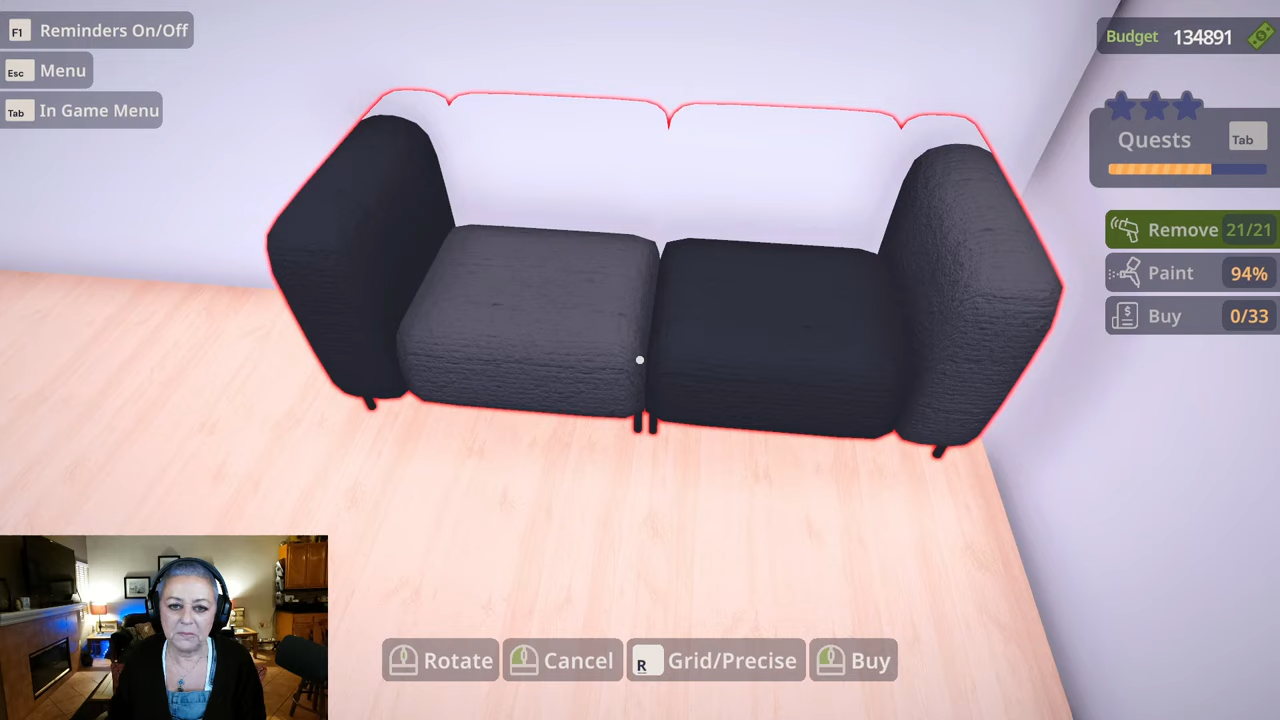 F1 Reminders On/Off
Esc Menu
Tab In Game Menu
Budget 134891
Quests Tab
Remove 21/21
Paint 94%
Buy 0/33
Rotate Cancel R Grid/Precise Buy